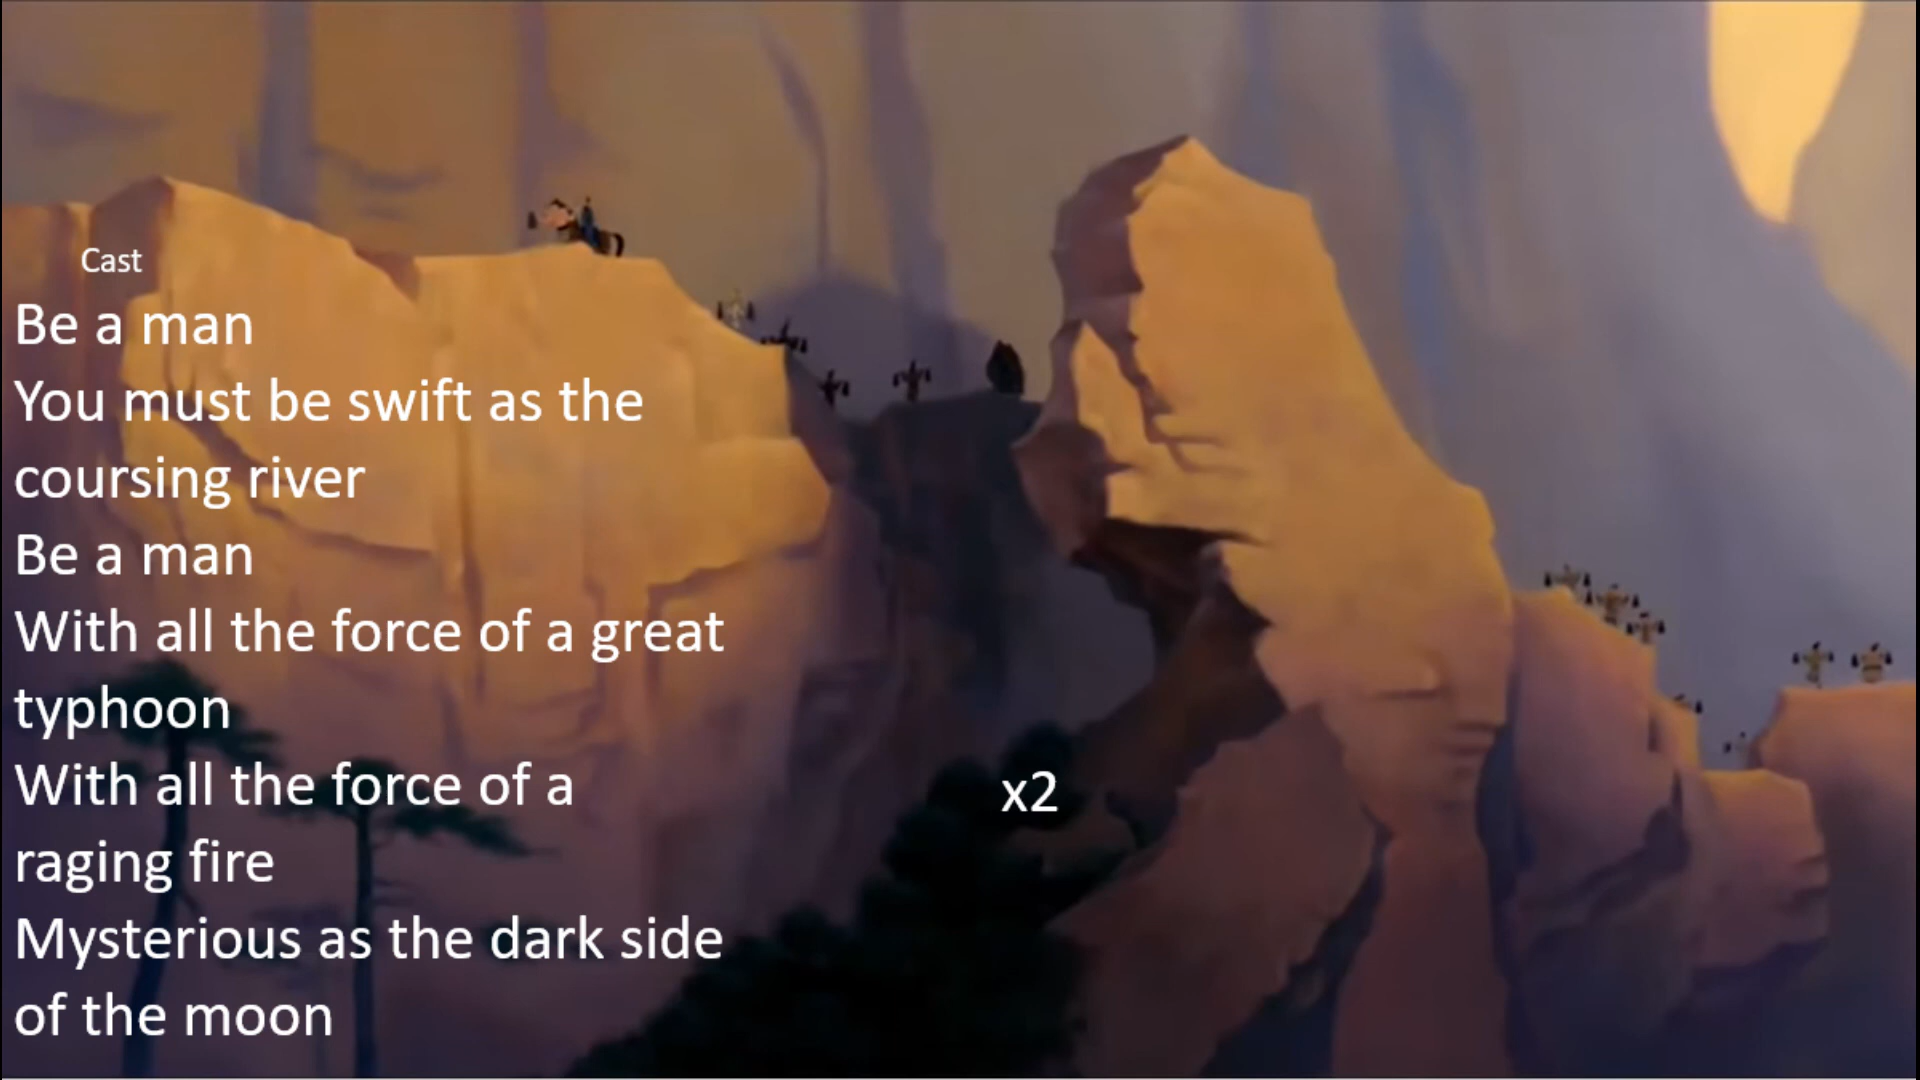 Cast
Be a man
You must be swift as the
coursing river
Be a man
With all the force of a great
typhoon
With all the force of a
raging fire
Mysterious as the dark side
of the moon
x2